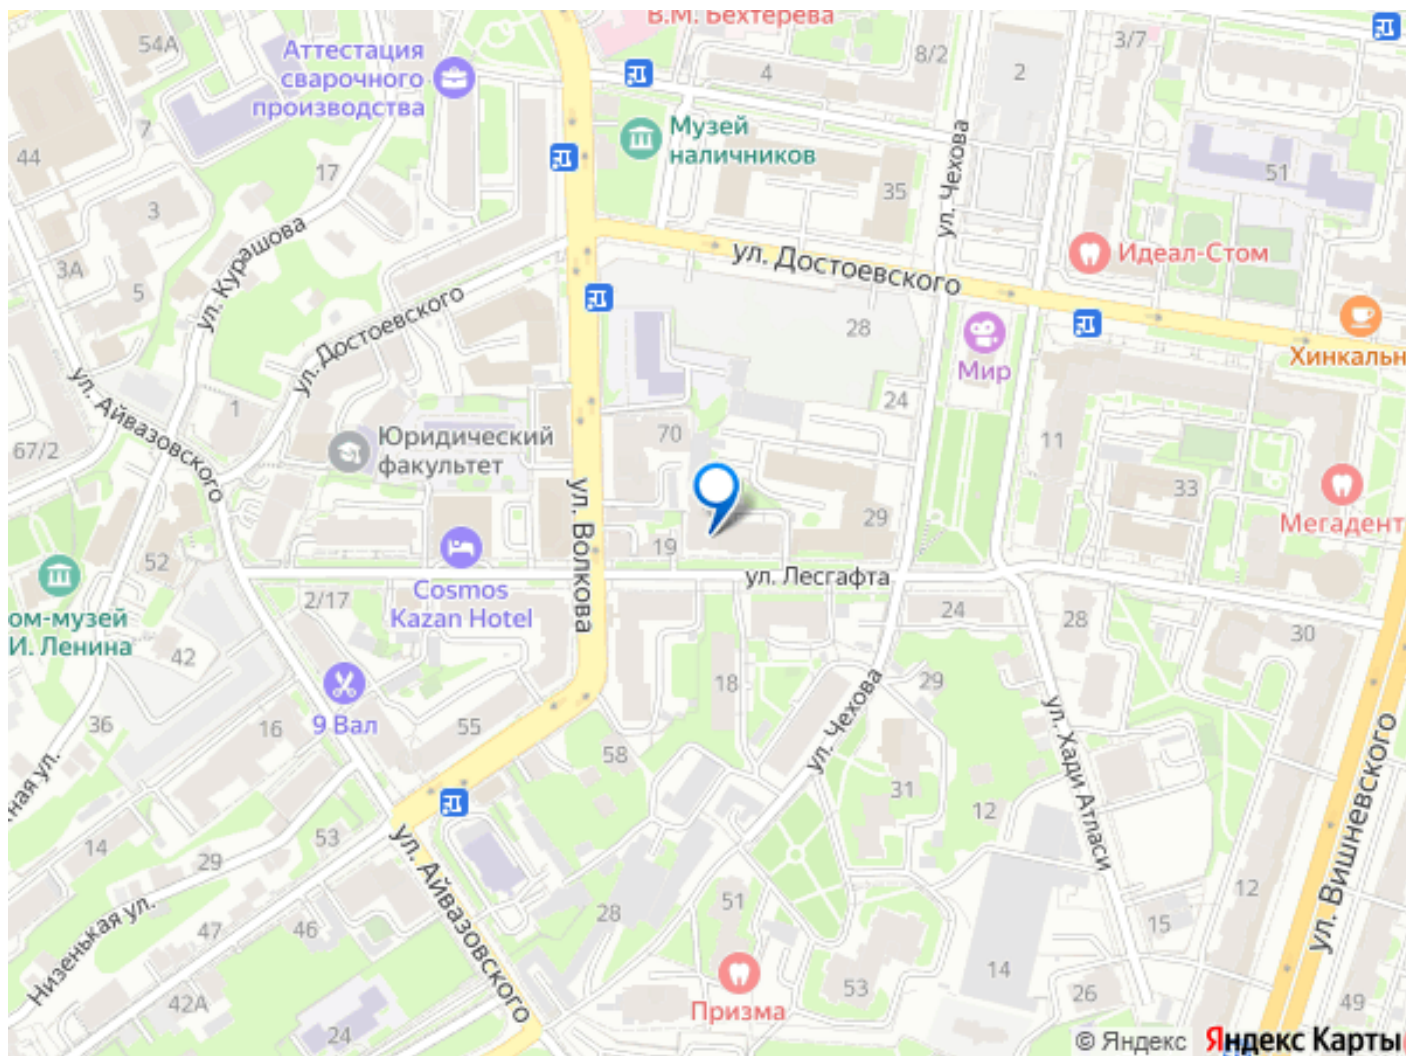 В.М. Бехтерева
54А
Аттестация
сварочного
производства
4
8/2
2
3/7
7
44
17
Музей
наличников
35
51
ул. Чехова
3
3А
5
ул. Курашова
ул. Достоевского
Идеал-Стом
ул. Достоевского
28
Мир
Хинкальн
ул. Айвазовского
1
24
67/2
Юридический
факультет
70
11
33
Мегадент
ул. Волкова
29
19
52
Cosmos
Kazan Hotel
ул. Лесгафта
ом-музей
И. Ленина
2/17
24
28
30
42
18
29
9 Вал
36
16
55
58
ул. Чехова
ул. Хади Атласи
ул. Вишневского
ная ул.
31
12
14
29
53
ул. Айвазовского
12
Низенькая ул.
47
46
28
51
15
42А
24
Призма
53
14
26
49
© Яндекс
Яндекс Карты